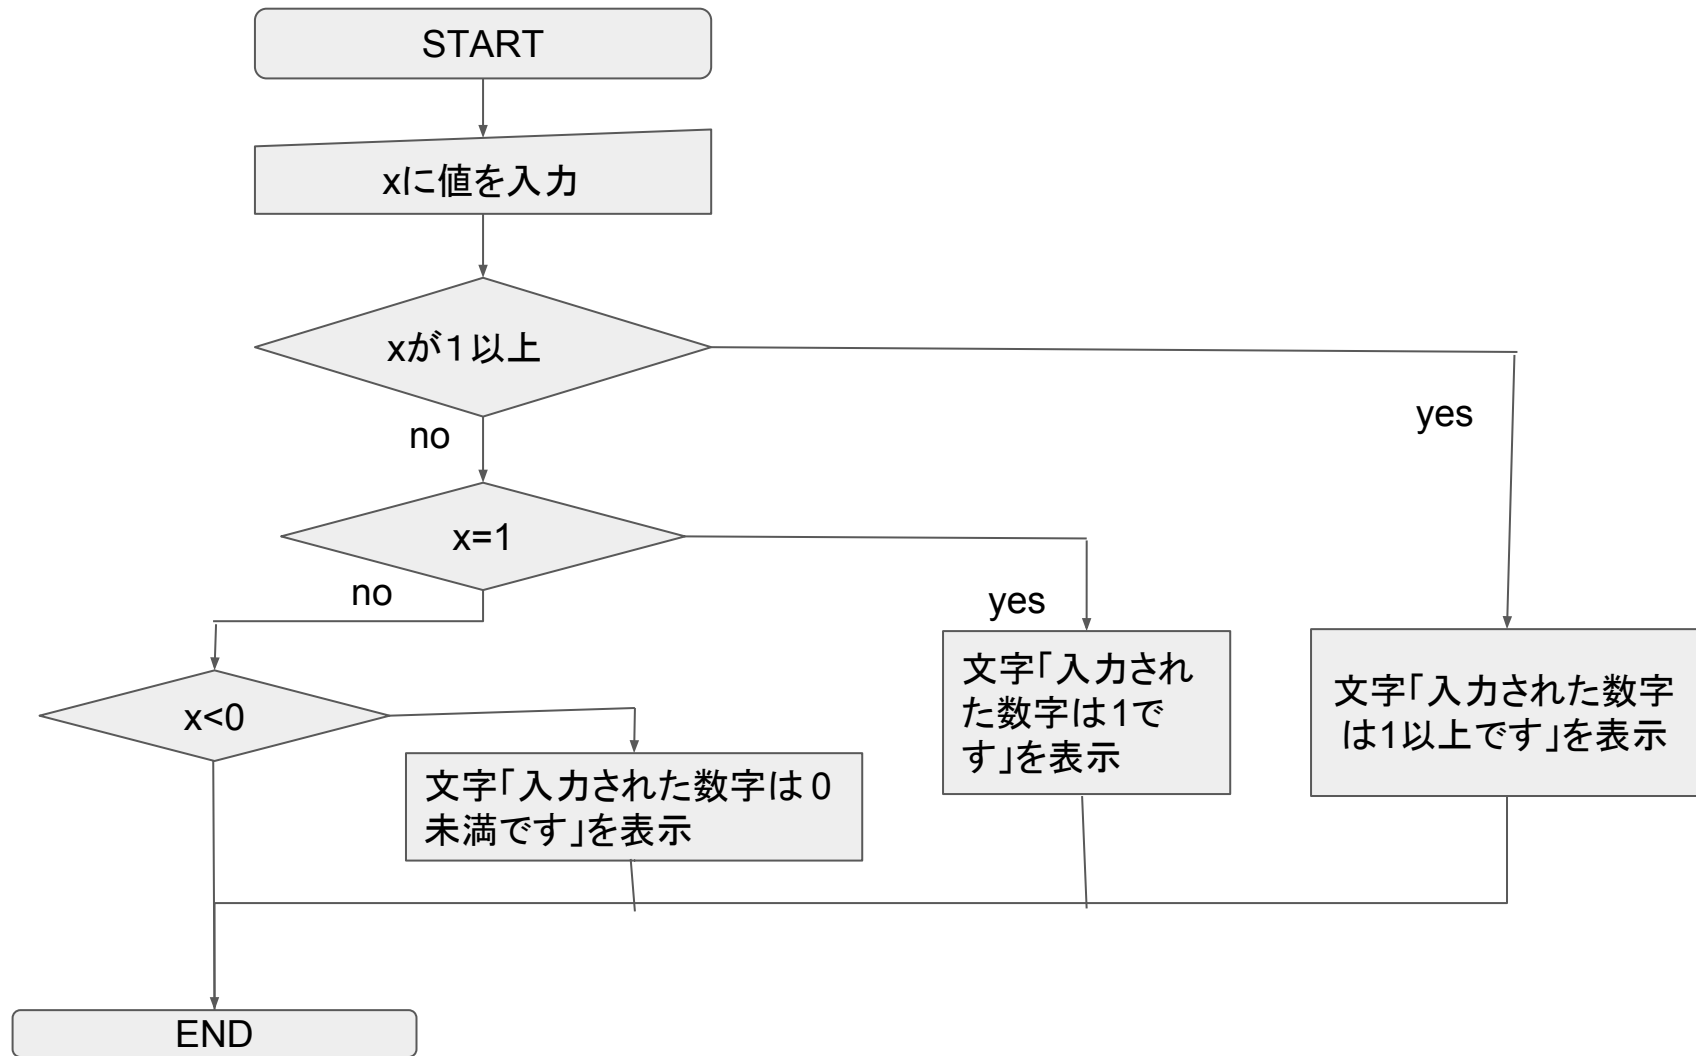 START
xに値を入力
xが１以上
no
yes
x=1
no
yes
x<0
文字「入力された数字は０
未満です」を表示
文字「入力され
た数字は1で
す」を表示
文字「入力された数字
は1以上です」を表示
END